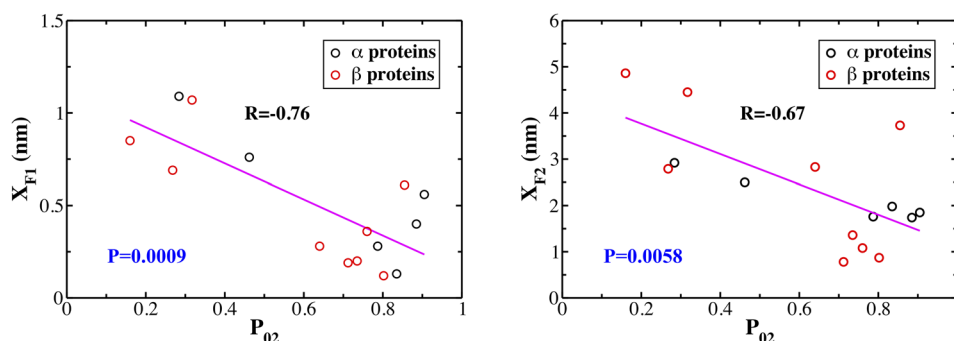 1.5
1
0.5
0
X_F1 (nm)
α proteins
β proteins
R=-0.76
P=0.0009
0
0.2
0.4
0.6
0.8
1
P_02
6
5
4
3
2
1
0
X_F2 (nm)
α proteins
β proteins
R=-0.67
P=0.0058
0
0.2
0.4
0.6
0.8
P_02